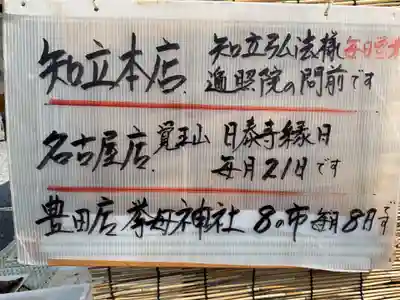 知立本店 知立弘法様 毎日営業
遍照院の門前です
名古屋店 覚王山 日泰寺縁日
毎月21日です
豊田店 挙母神社 8の市 毎月8日です